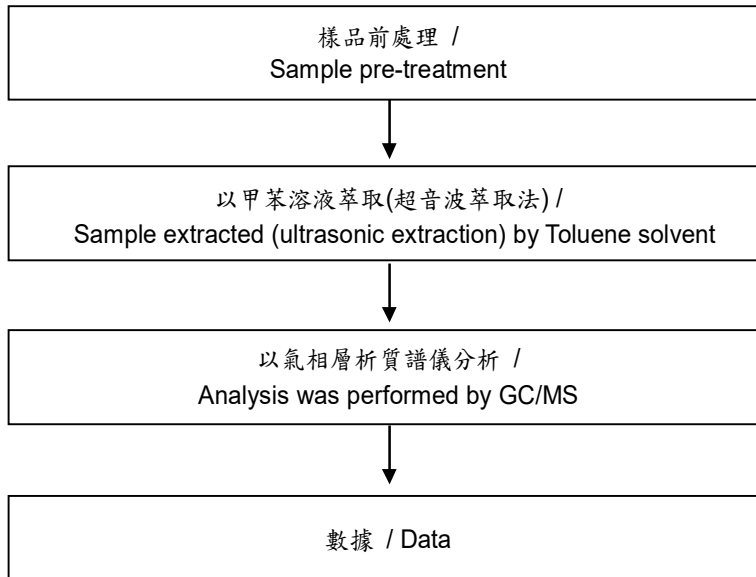 樣品前處理 /
Sample pre-treatment
以甲苯溶液萃取(超音波萃取法) /
Sample extracted (ultrasonic extraction) by Toluene solvent
以氣相層析質譜儀分析 /
Analysis was performed by GC/MS
數據 / Data